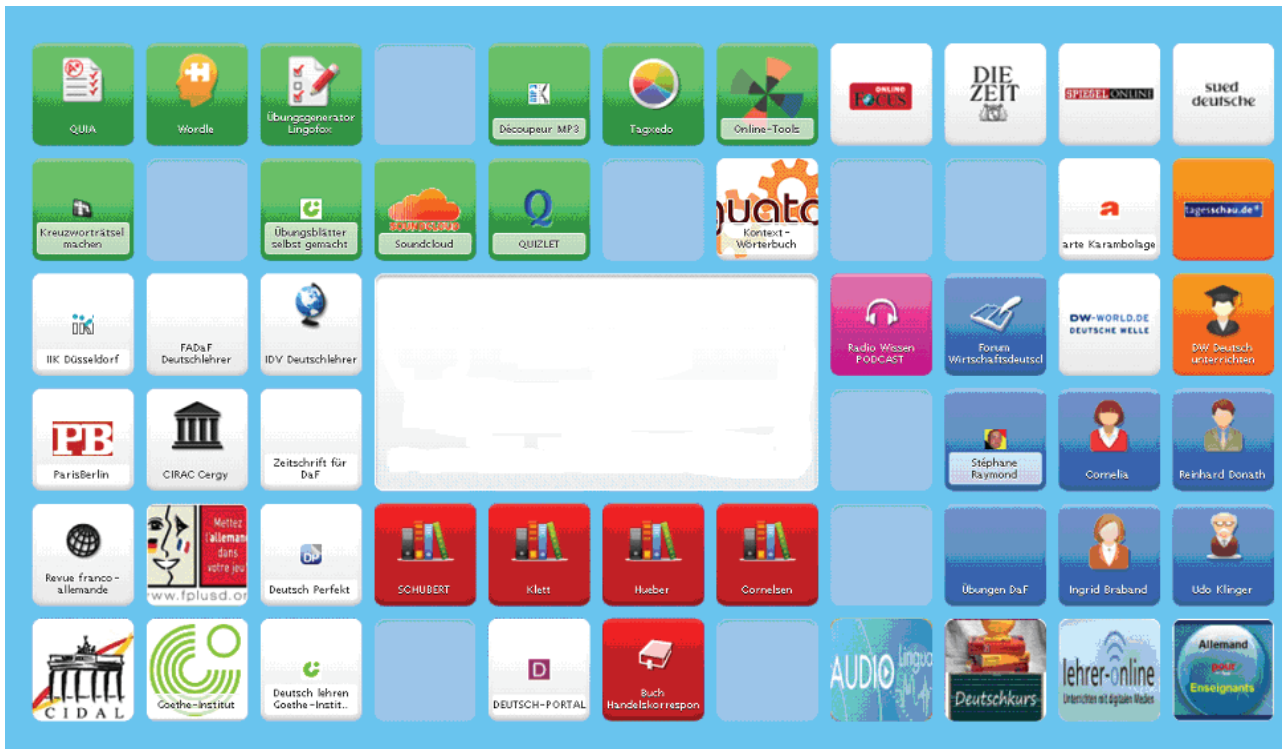 QUIA
Wordle
Übungsgenerator
Lingofox
Découpeur MP3
Tagxedo
Online-Tools
ONLINE
FOCUS
DIE
ZEIT
SPIEGEL ONLINE
sued
deutsche
Kreuzworträtsel
machen
Übungsblätter
selbst gemacht
SOUNDCLOUD
Soundcloud
Q
QUIZLET
Kontext-
Wörterbuch
a
arte Karambolage
tagesschau.de
IIK Düsseldorf
FADaF
Deutschlehrer
IDV Deutschlehrer
Radio Wissen
PODCAST
Forum
Wirtschaftsdeutscl
DW-WORLD.DE
DEUTSCHE WELLE
DW Deutsch
unterrichten
PB
ParisBerlin
CIRAC Cergy
Zeitschrift für
DaF
Stéphane
Raymond
Cornelia
Reinhard Donath
Revue franco-
allemande
Mettez
l'alleman
dans
votre jeu
www.fplusd.or
DP
Deutsch Perfekt
SCHUBERT
Klett
Hueber
Cornelsen
Übungen DaF
Ingrid Braband
Udo Klinger
CIDAL
Goethe-Institut
Deutsch lehren
Goethe-Instit..
D
DEUTSCH-PORTAL
Buch
Handelskorrespon
AUDIO Lingua
Deutschkurs
lehrer-online
Unterrichten mit digitalen Medien
Allemand
pour
Enseignants